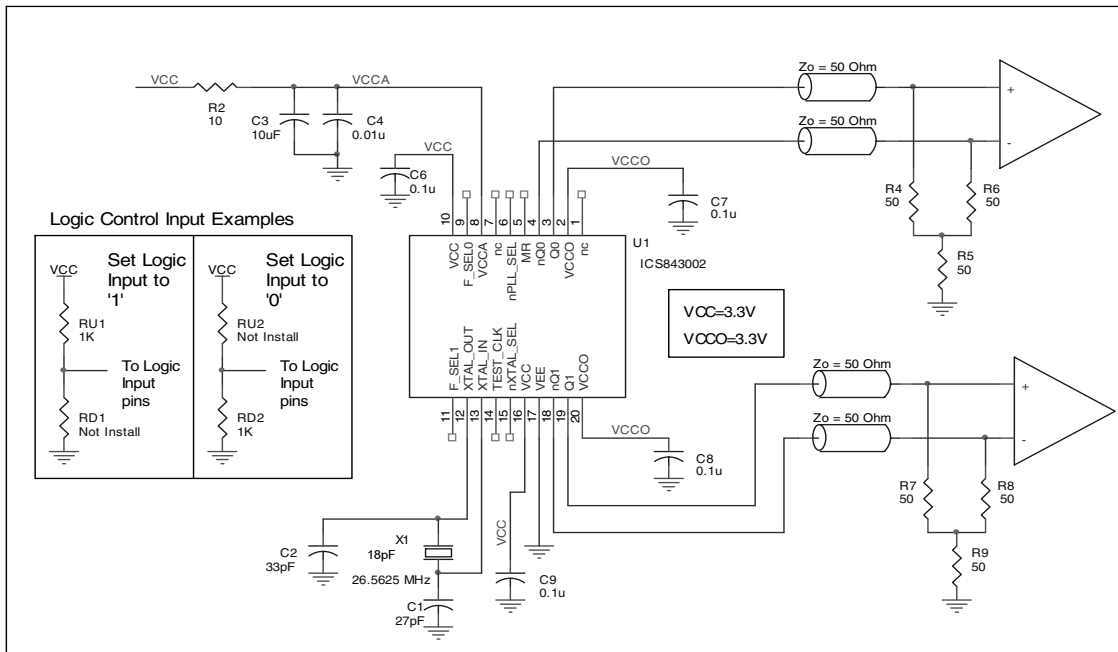 VCC
R2
10
VCCA
C3
10uF
C4
0.01u
VCC
C6
0.1u
VCCO
C7
0.1u
Zo = 50 Ohm
Zo = 50 Ohm
+
-
R4
50
R6
50
R5
50
10
9
8
7
6
5
4
3
2
1
VCC
F_SEL0
VCCA
nc
nPLL_SEL
MR
nQ0
Q0
VCCO
nc
U1
ICS843002
F_SEL1
XTAL_OUT
XTAL_IN
TEST_CLK
nXTAL_SEL
VCC
VEE
nQ1
Q1
VCCO
11
12
13
14
15
16
17
18
19
20
VCC=3.3V
VCCO=3.3V
Logic Control Input Examples
VCC
Set Logic
Input to
'1'
RU1
1K
To Logic
Input
pins
RD1
Not Install
VCC
Set Logic
Input to
'0'
RU2
Not Install
To Logic
Input
pins
RD2
1K
VCCO
C8
0.1u
Zo = 50 Ohm
Zo = 50 Ohm
+
-
R7
50
R8
50
R9
50
C2
33pF
X1
18pF
26.5625 MHz
C1
27pF
VCC
C9
0.1u